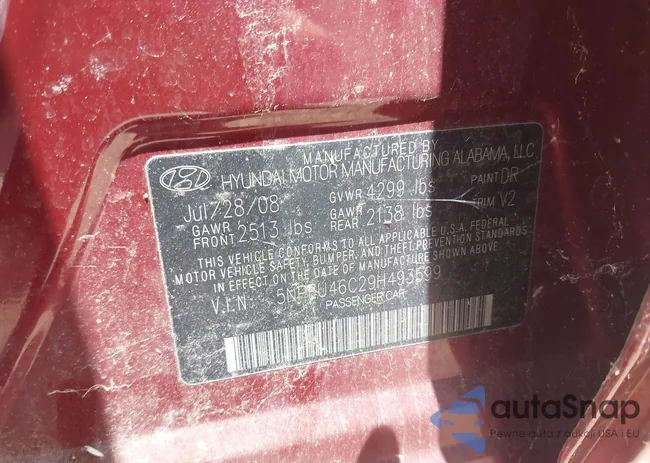 MANUFACTURED BY
HYUNDAI MOTOR MANUFACTURING ALABAMA, LLC
Jul/28/08 GVWR 4299 lbs PAINT DR
GAWR FRONT 2513 lbs GAWR REAR 2138 lbs TRIM V2
THIS VEHICLE CONFORMS TO ALL APPLICABLE U.S.A. FEDERAL
MOTOR VEHICLE SAFETY, BUMPER, AND THEFT PREVENTION STANDARDS
IN EFFECT ON THE DATE OF MANUFACTURE SHOWN ABOVE.
V.I.N
PASSENGER CAR
autaSnap
Pewne auta z aukcji USA i EU